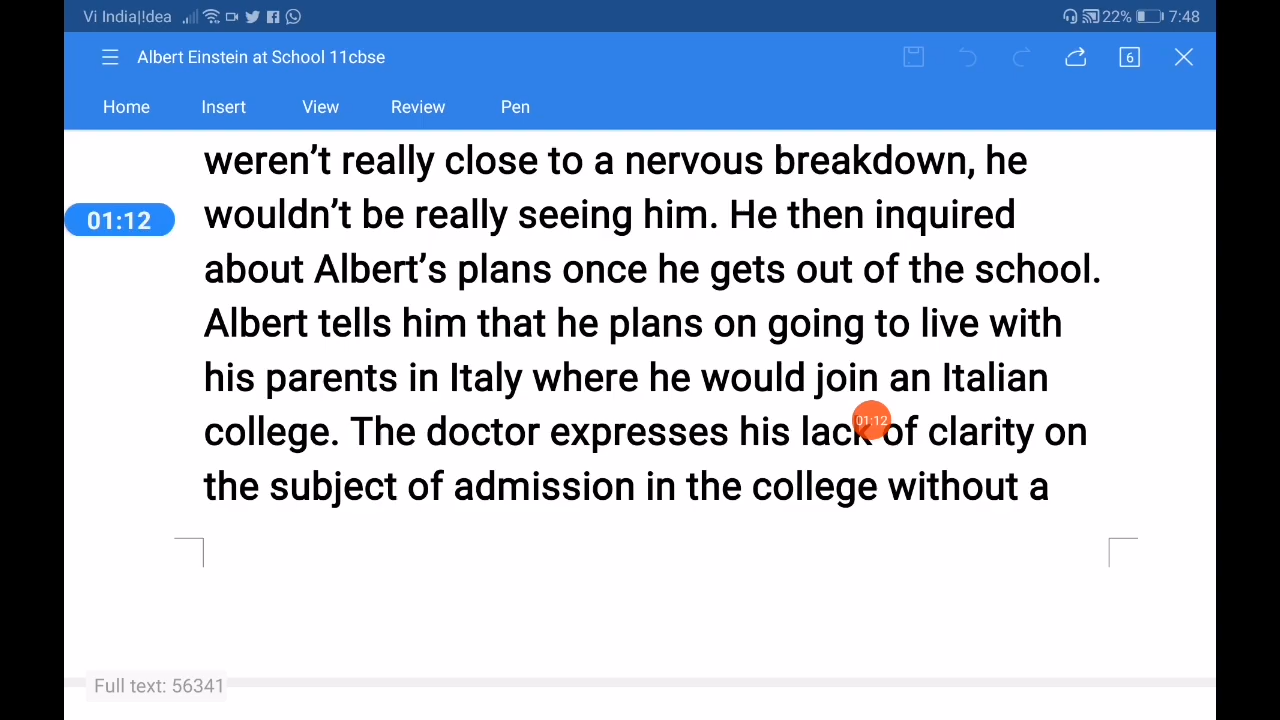 Vi India|!dea
22% 7:48
Albert Einstein at School 11cbse
6
Home Insert View Review Pen
weren’t really close to a nervous breakdown, he
01:12
wouldn’t be really seeing him. He then inquired
about Albert’s plans once he gets out of the school.
Albert tells him that he plans on going to live with
his parents in Italy where he would join an Italian
01:12
college. The doctor expresses his lack of clarity on
the subject of admission in the college without a
Full text: 56341